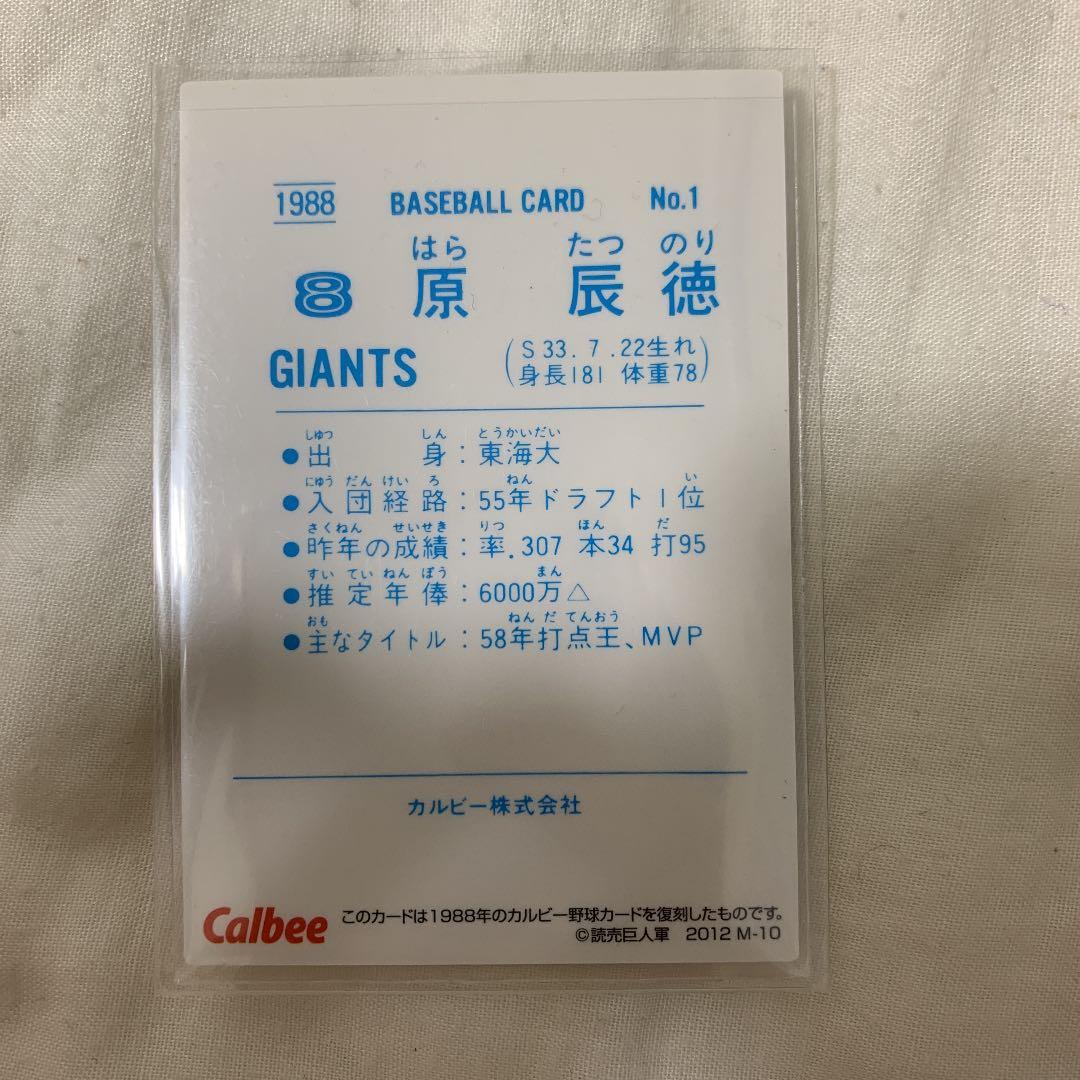 1988 BASEBALL CARD No.1
はら たつ のり
8 原 辰徳
GIANTS
(S33.7.22生れ
身長181 体重78)
しゅつ しん とうかいだい
●出 身:東海大
にゅう だん けい ろ ねん い
●入団経路:55年ドラフト1位
さくねん せいせき りつ ほん だ
●昨年の成績:率.307 本34 打95
すい てい ねん ぽう まん
●推定年俸:6000万△
おも ねん だ てんおう
●主なタイトル:58年打点王、MVP
カルビー株式会社
Calbee このカードは1988年のカルビー野球カードを復刻したものです。
©読売巨人軍 2012 M-10